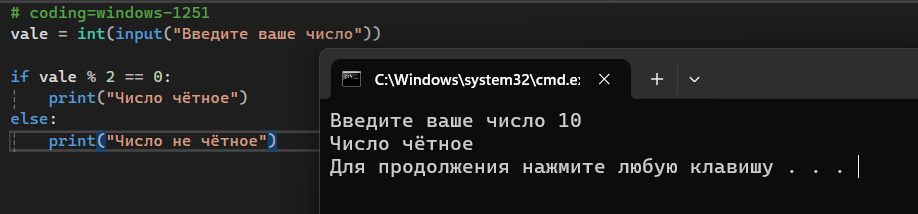 # coding=windows-1251
vale = int(input("Введите ваше число"))
if vale % 2 == 0:
print("Число чётное")
else:
print("Число не чётное")
C:\Windows\system32\cmd.e
Введите ваше число 10
Число чётное
Для продолжения нажмите любую клавишу . . .